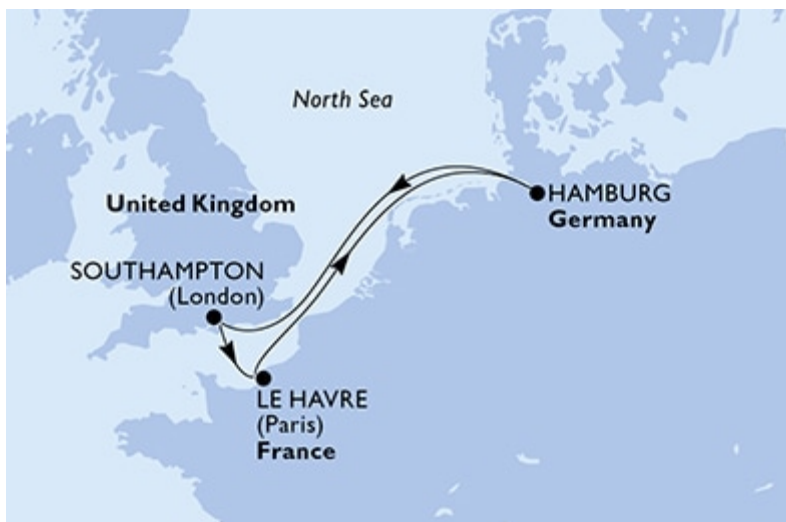 North Sea
United Kingdom
HAMBURG
Germany
SOUTHAMPTON
(London)
LE HAVRE
(Paris)
France